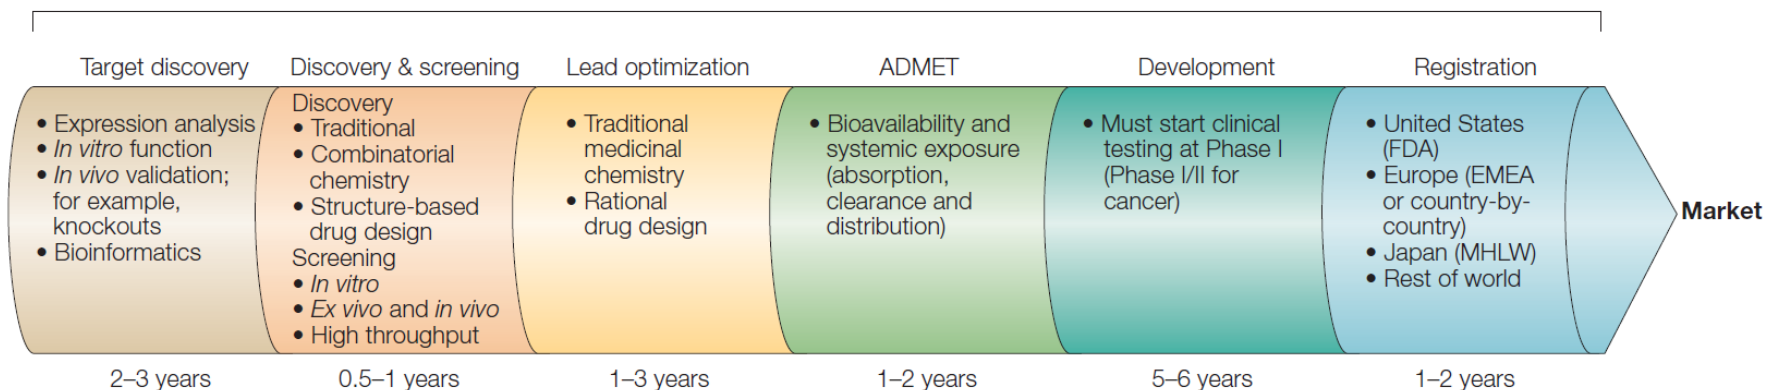 Target discovery
• Expression analysis
• In vitro function
• In vivo validation;
for example,
knockouts
• Bioinformatics
2–3 years
Discovery & screening
Discovery
• Traditional
• Combinatorial
chemistry
• Structure-based
drug design
Screening
• In vitro
• Ex vivo and in vivo
• High throughput
0.5–1 years
Lead optimization
• Traditional
medicinal
chemistry
• Rational
drug design
1–3 years
ADMET
• Bioavailability and
systemic exposure
(absorption,
clearance and
distribution)
1–2 years
Development
• Must start clinical
testing at Phase I
(Phase I/II for
cancer)
5–6 years
Registration
• United States
(FDA)
• Europe (EMEA
or country-by-
country)
• Japan (MHLW)
• Rest of world
1–2 years
Market